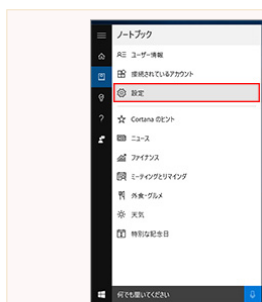 ノートブック
ユーザー情報
接続されているアカウント
設定
Cortana のヒント
ニュース
ファイナンス
ミーティングとリマインダ
外食・グルメ
天気
特別な記念日
何でも聞いてください